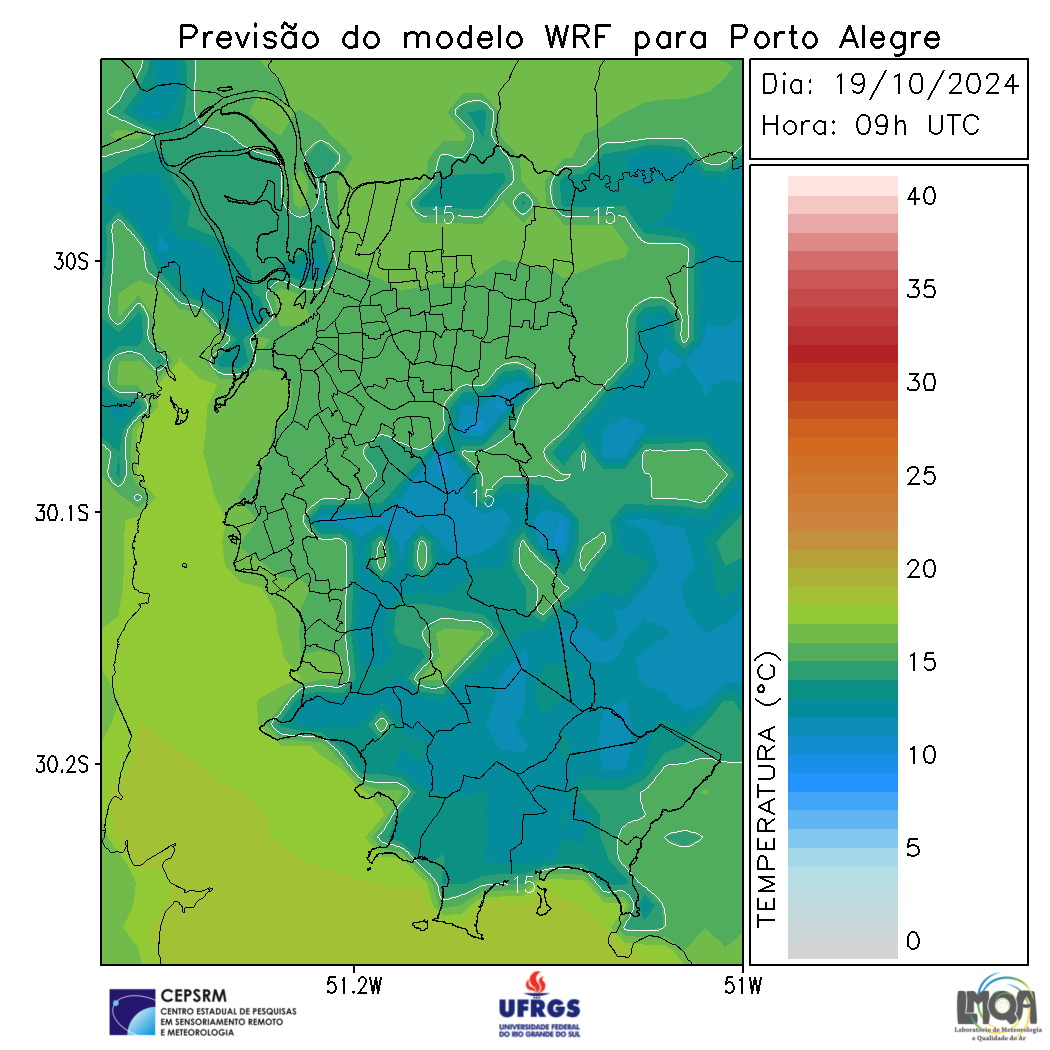 Previsão do modelo WRF para Porto Alegre
Dia: 19/10/2024
Hora: 09h UTC
30S
30.1S
30.2S
51.2W
51W
15
15
15
15
TEMPERATURA (°C)
40
35
30
25
20
15
10
5
0
CEPSRM
CENTRO ESTADUAL DE PESQUISAS
EM SENSORIAMENTO REMOTO
E METEOROLOGIA
UFRGS
UNIVERSIDADE FEDERAL
DO RIO GRANDE DO SUL
LMQA
Laboratório de Meteorologia
e Qualidade do Ar